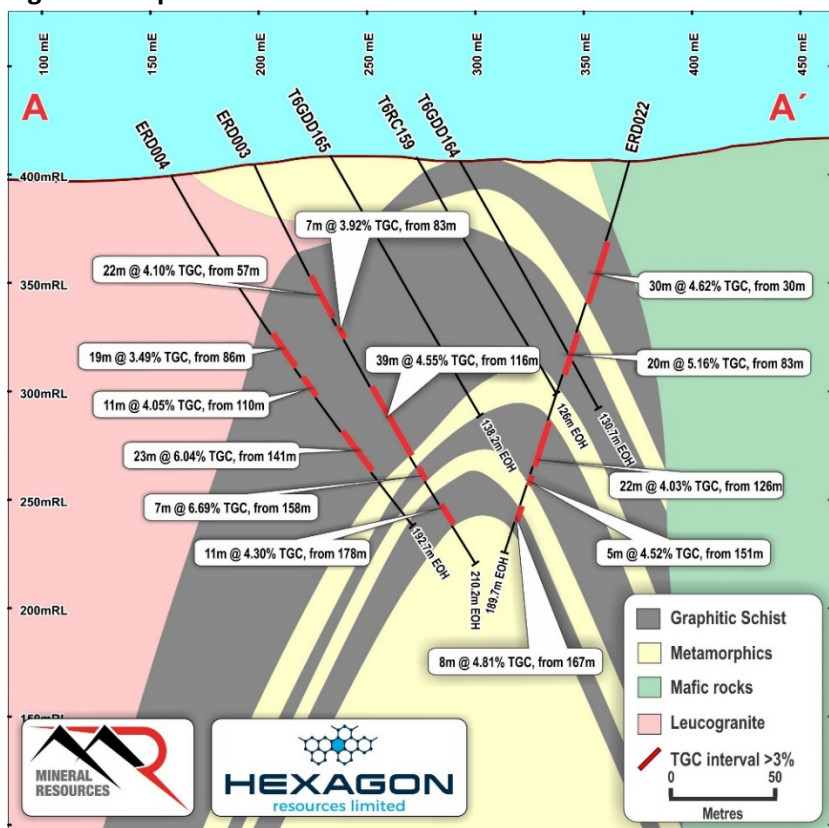 100 mE
150 mE
200 mE
250 mE
300 mE
350 mE
400 mE
450 mE
A
A´
ERD004
ERD003
T6GDD165
T6RC159
T6GDD164
ERD022
400mRL
350mRL
300mRL
250mRL
200mRL
7m @ 3.92% TGC, from 83m
22m @ 4.10% TGC, from 57m
30m @ 4.62% TGC, from 30m
19m @ 3.49% TGC, from 86m
39m @ 4.55% TGC, from 116m
20m @ 5.16% TGC, from 83m
11m @ 4.05% TGC, from 110m
138.2m EOH
126m EOH
130.7m EOH
23m @ 6.04% TGC, from 141m
22m @ 4.03% TGC, from 126m
7m @ 6.69% TGC, from 158m
11m @ 4.30% TGC, from 178m
5m @ 4.52% TGC, from 151m
192.7m EOH
210.2m EOH
189.7m EOH
8m @ 4.81% TGC, from 167m
Graphitic Schist
Metamorphics
Mafic rocks
Leucogranite
TGC interval >3%
0 50
Metres
MINERAL
RESOURCES
HEXAGON
resources limited